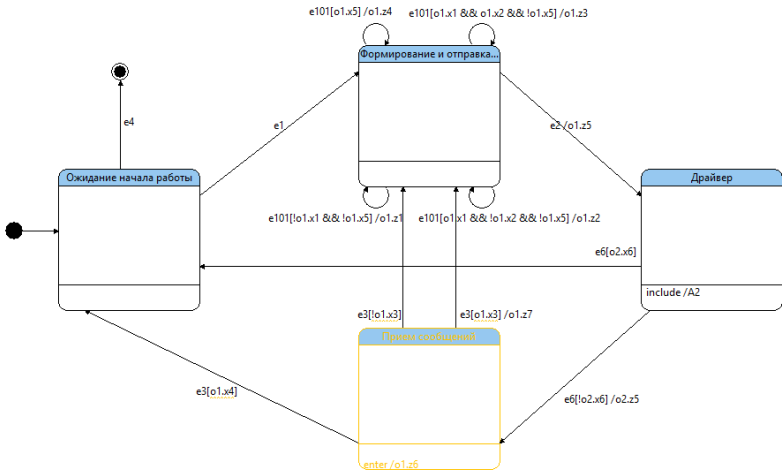 e101[o1.x5] /o1.z4
e101[o1.x1 && o1.x2 && !o1.x5] /o1.z3
Формирование и отправка...
e4
e1
e2 /o1.z5
Ожидание начала работы
Драйвер
e101[!o1.x1 && !o1.x5] /o1.z1
e101[o1.x1 && !o1.x2 && !o1.x5] /o1.z2
e6[o2.x6]
include /A2
e3[!o1.x3]
e3[o1.x3] /o1.z7
e3[o1.x4]
e6[!o2.x6] /o2.z5
enter /o1.z6